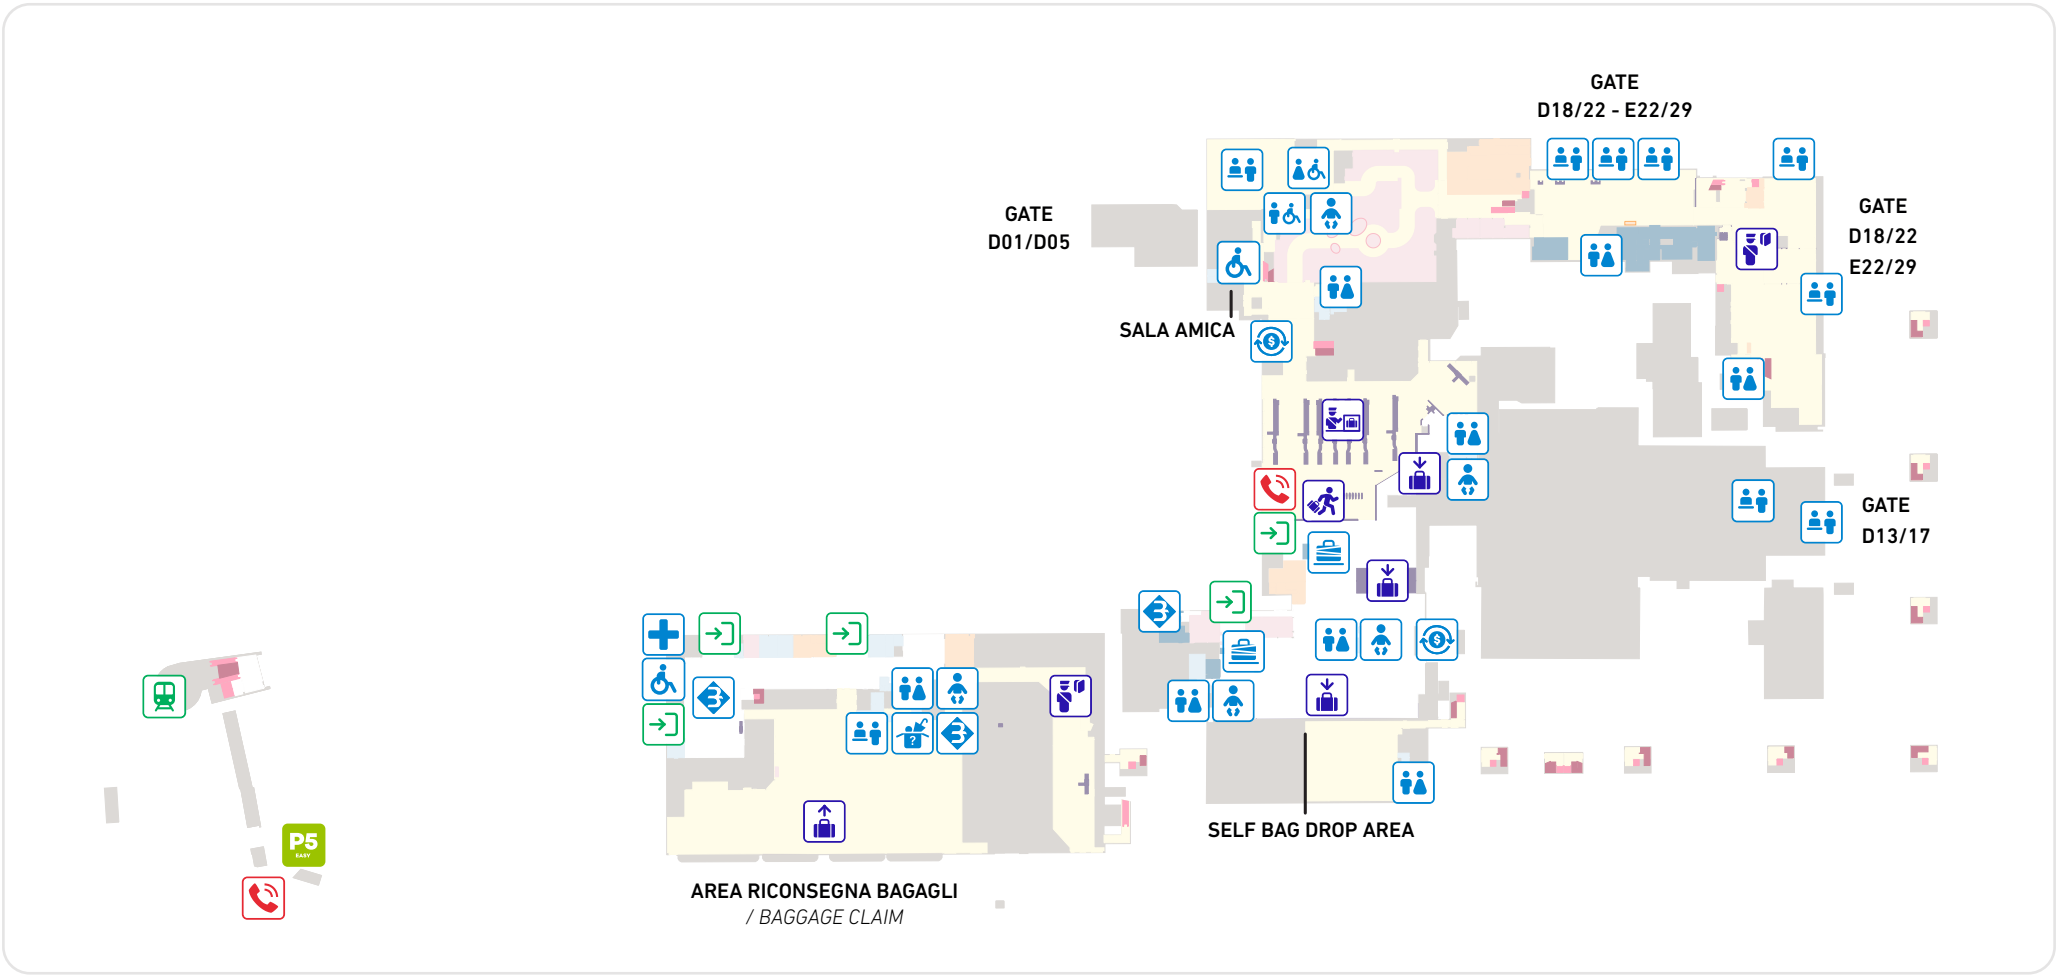 GATE
D18/22 - E22/29
GATE
D01/D05
GATE
D18/22
E22/29
SALA AMICA
GATE
D13/17
SELF BAG DROP AREA
P5
EASY
AREA RICONSEGNA BAGAGLI
/ BAGGAGE CLAIM